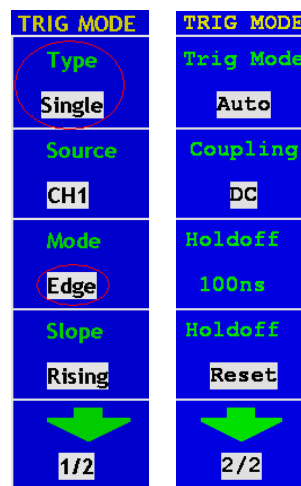 TRIG MODE
Type
Single
Source
CH1
Mode
Edge
Slope
Rising
1/2
TRIG MODE
Trig Mode
Auto
Coupling
DC
Holdoff
100ns
Holdoff
Reset
2/2